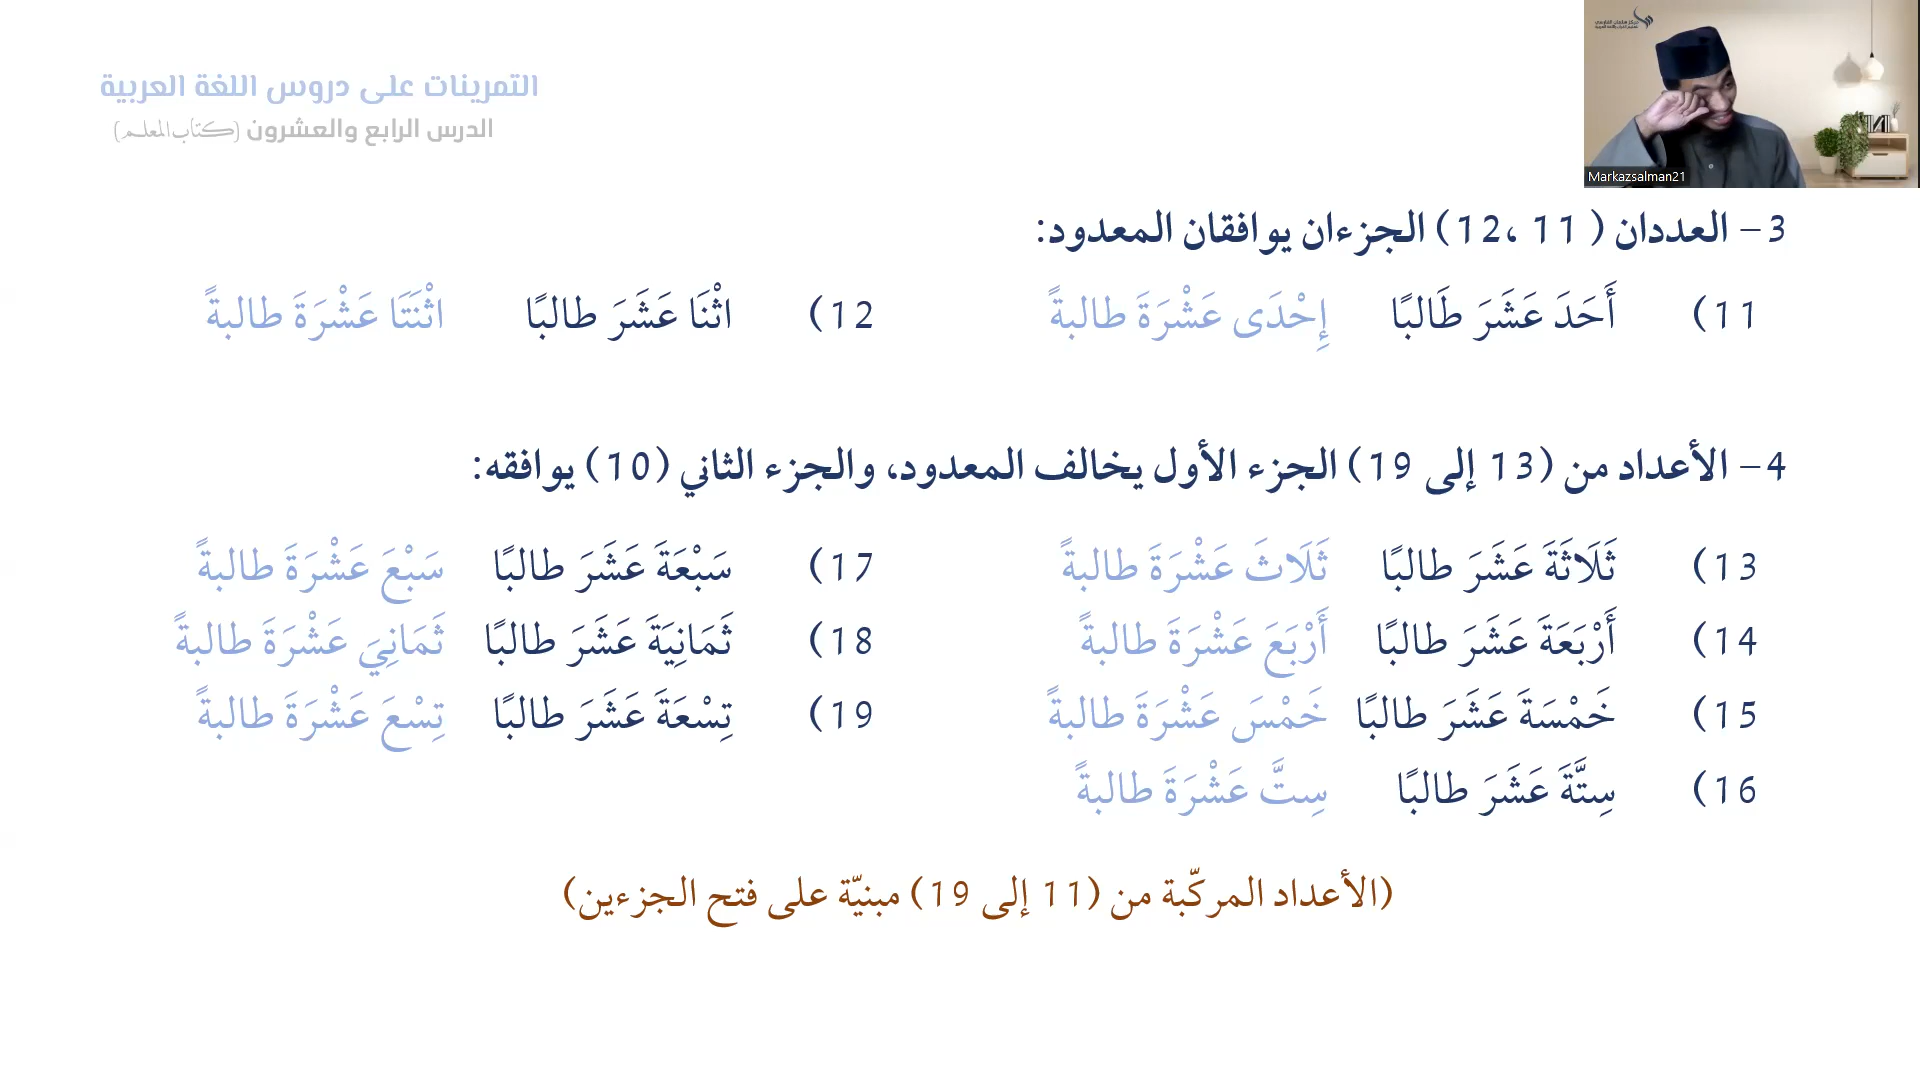 التمرينات على دروس اللغة العربية
الدرس الرابع والعشرون (كتاب المعلم)
Markazsalman21
3- العددان ( 11 ،12) الجزءان يوافقان المعدود:
11) أَحَدَ عَشَرَ طَالبًا إِحْدَى عَشْرَةَ طالبةً 12) اثْنَا عَشَرَ طالبًا اثْنَتَا عَشْرَةَ طالبةً
4- الأعداد من (13 إلى 19) الجزء الأول يخالف المعدود، والجزء الثاني (10) يوافقه:
13) ثَلَاثَةَ عَشَرَ طالبًا ثَلَاثَ عَشْرَةَ طالبةً 17) سَبْعَةَ عَشَرَ طالبًا سَبْعَ عَشْرَةَ طالبةً
14) أَرْبَعَةَ عَشَرَ طالبًا أَرْبَعَ عَشْرَةَ طالبةً 18) ثَمَانِيَةَ عَشَرَ طالبًا ثَمَانِيَ عَشْرَةَ طالبةً
15) خَمْسَةَ عَشَرَ طالبًا خَمْسَ عَشْرَةَ طالبةً 19) تِسْعَةَ عَشَرَ طالبًا تِسْعَ عَشْرَةَ طالبةً
16) سِتَّةَ عَشَرَ طالبًا سِتَّ عَشْرَةَ طالبةً
(الأعداد المركّبة من (11 إلى 19) مبنيّة على فتح الجزءين)